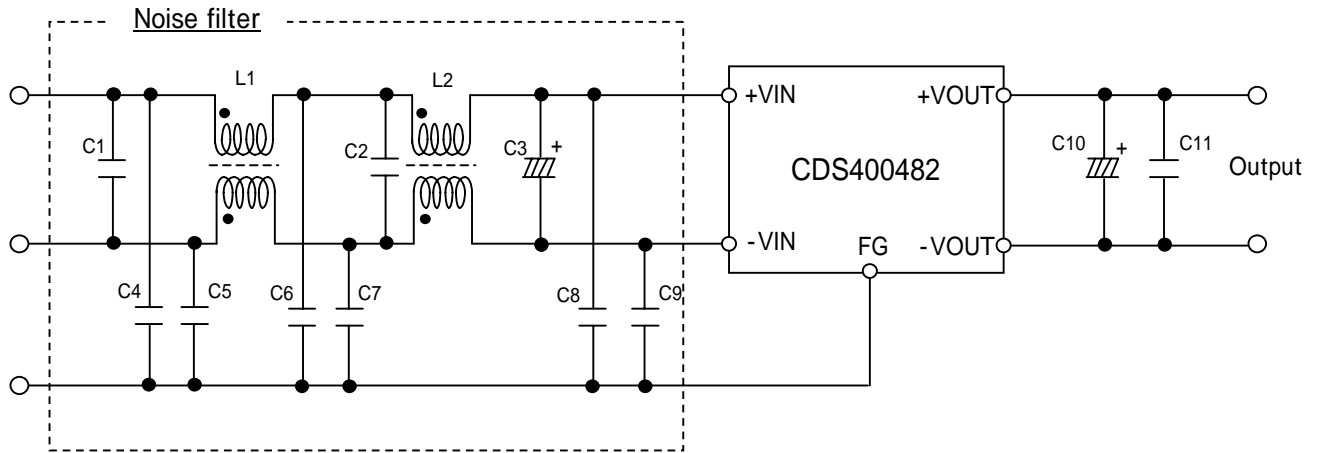 Noise filter
L1
L2
+VIN
+VOUT
C1
C2
C3
+
CDS400482
C10
+
C11
Output
-VIN
FG
-VOUT
C4
C5
C6
C7
C8
C9